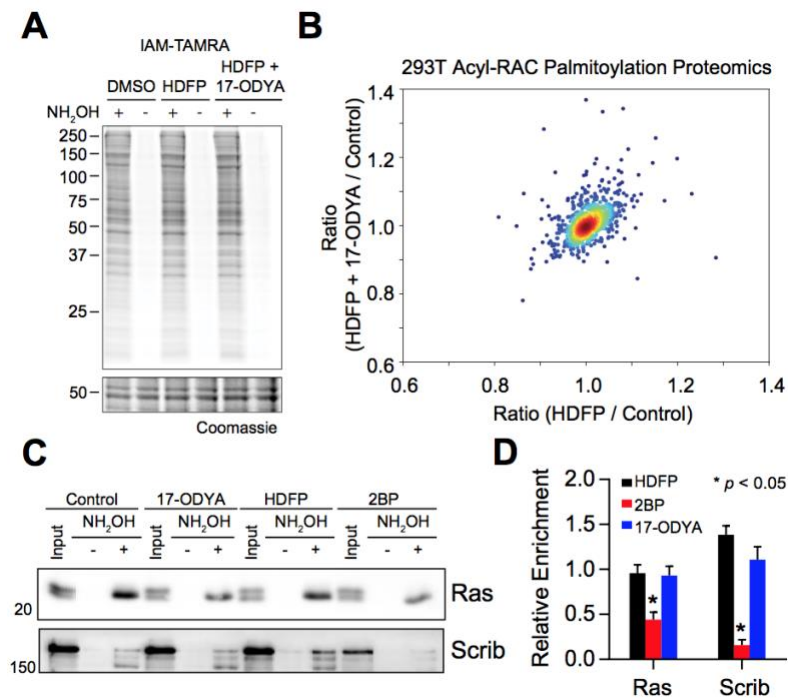 A
IAM-TAMRA
DMSO HDFP HDFP + 17-ODYA
NH2OH + - + - + -
250
150
100
75
50
37
25
50
Coomassie
B
293T Acyl-RAC Palmitoylation Proteomics
Ratio
(HDFP + 17-ODYA / Control)
1.4
1.2
1.0
0.8
0.6
0.6 0.8 1.0 1.2 1.4
Ratio (HDFP / Control)
C
Control 17-ODYA HDFP 2BP
Input NH2OH Input NH2OH Input NH2OH Input NH2OH
- + - + - + - +
20 Ras
150 Scrib
D
HDFP
2BP
17-ODYA
* p < 0.05
Relative Enrichment
2.0
1.5
1.0
0.5
0.0
* *
Ras Scrib